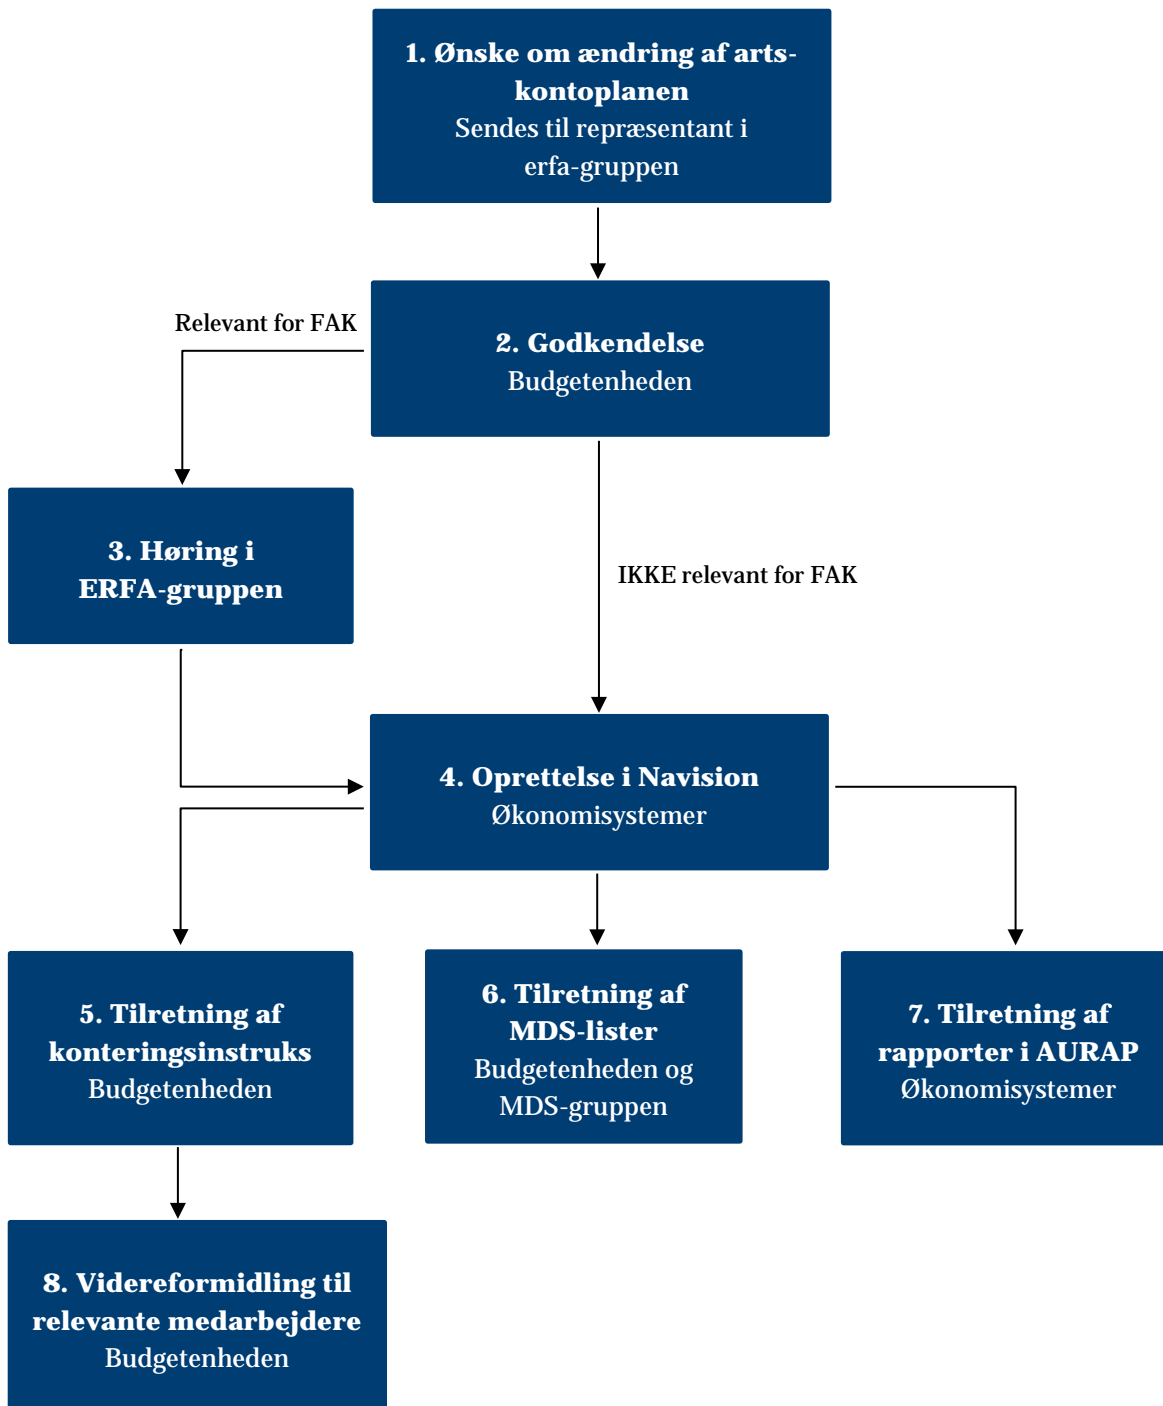 1. Ønske om ændring af arts-
kontoplanen
Sendes til repræsentant i
erfa-gruppen
Relevant for FAK
2. Godkendelse
Budgetenheden
3. Høring i
ERFA-gruppen
IKKE relevant for FAK
4. Oprettelse i Navision
Økonomisystemer
5. Tilretning af
konteringsinstruks
Budgetenheden
6. Tilretning af
MDS-lister
Budgetenheden og
MDS-gruppen
7. Tilretning af
rapporter i AURAP
Økonomisystemer
8. Videreformidling til
relevante medarbejdere
Budgetenheden